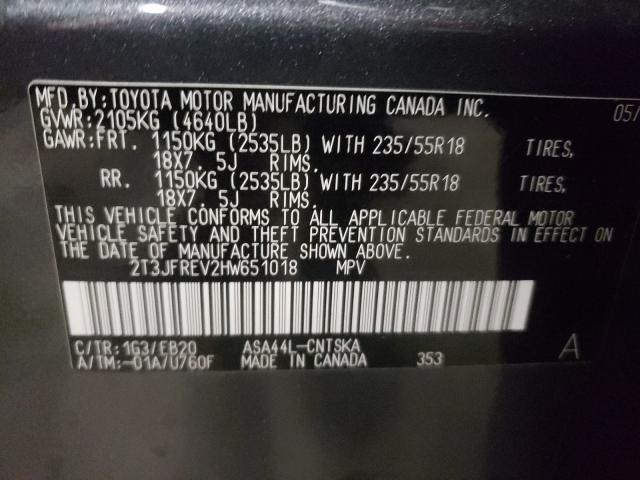 MFD. BY: TOYOTA MOTOR MANUFACTURING CANADA INC. 05/
GVWR: 2105KG (4640LB)
GAWR: FRT. 1150KG (2535LB) WITH 235/55R18 TIRES,
18X7. 5J RIMS.
RR. 1150KG (2535LB) WITH 235/55R18 TIRES,
18X7. 5J RIMS.
THIS VEHICLE CONFORMS TO ALL APPLICABLE FEDERAL MOTOR
VEHICLE SAFETY AND THEFT PREVENTION STANDARDS IN EFFECT ON
THE DATE OF MANUFACTURE SHOWN ABOVE.
2T3JFREV2HW651018 MPV
C/TR: 1G3/EB20 ASA44L-CNTSKA A
A/TM: -01A/U760F MADE IN CANADA 353